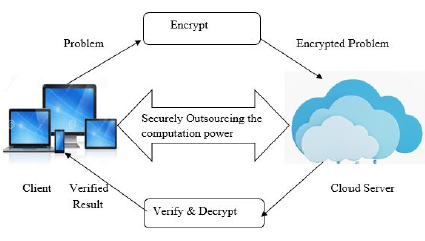 Encrypt
Problem
Encrypted Problem
Securely Outsourcing the
computation power
Client
Verified
Result
Cloud Server
Verify & Decrypt